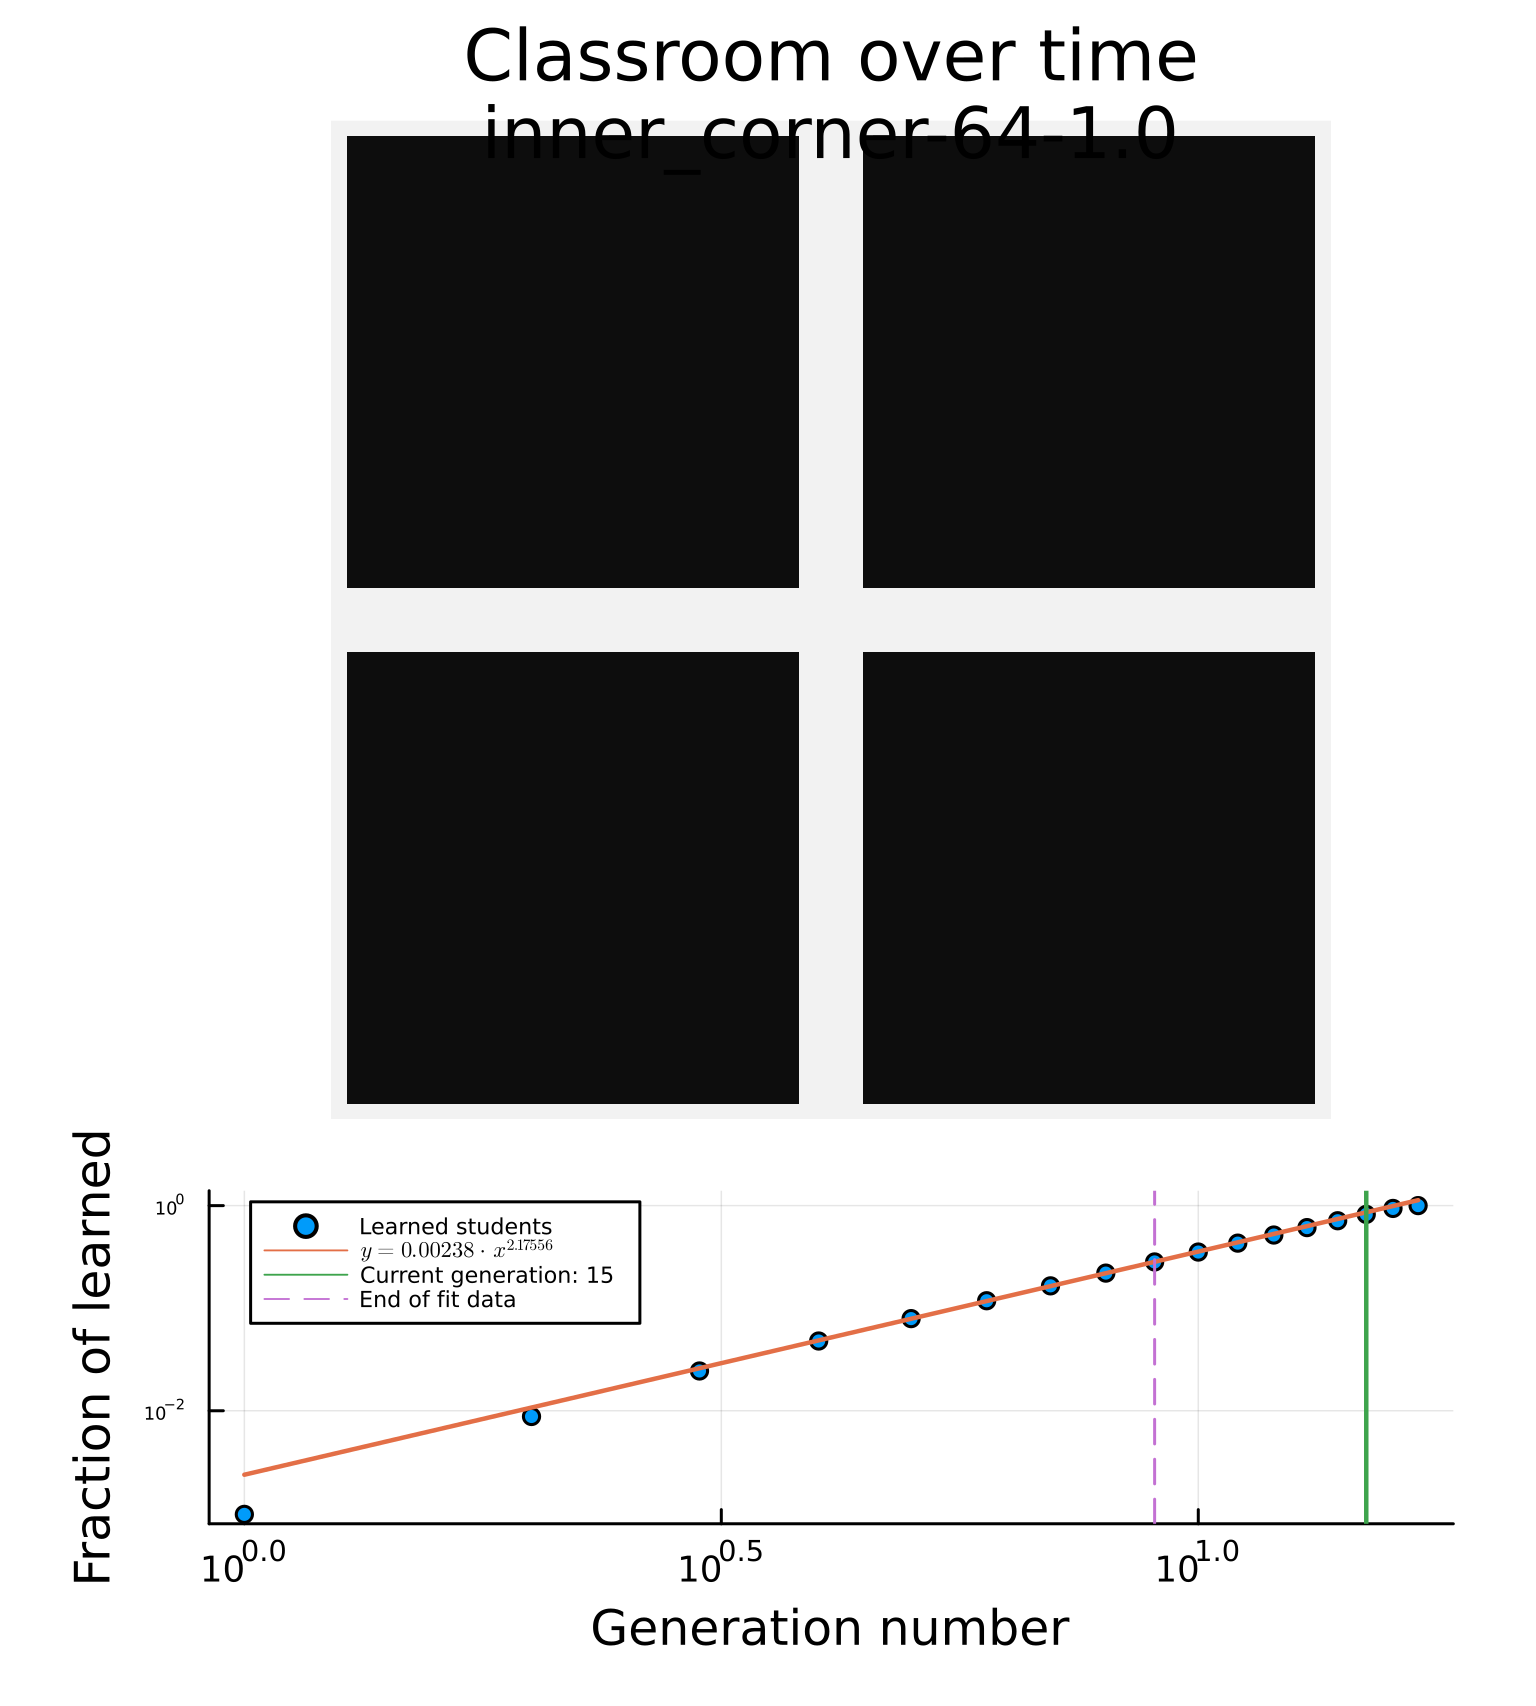 Classroom over time
inner_corner-64-1.0
Fraction of learned
10^0
10^−2
Learned students
y = 0.00238 · x^2.17556
Current generation: 15
End of fit data
10^0.0
10^0.5
10^1.0
Generation number